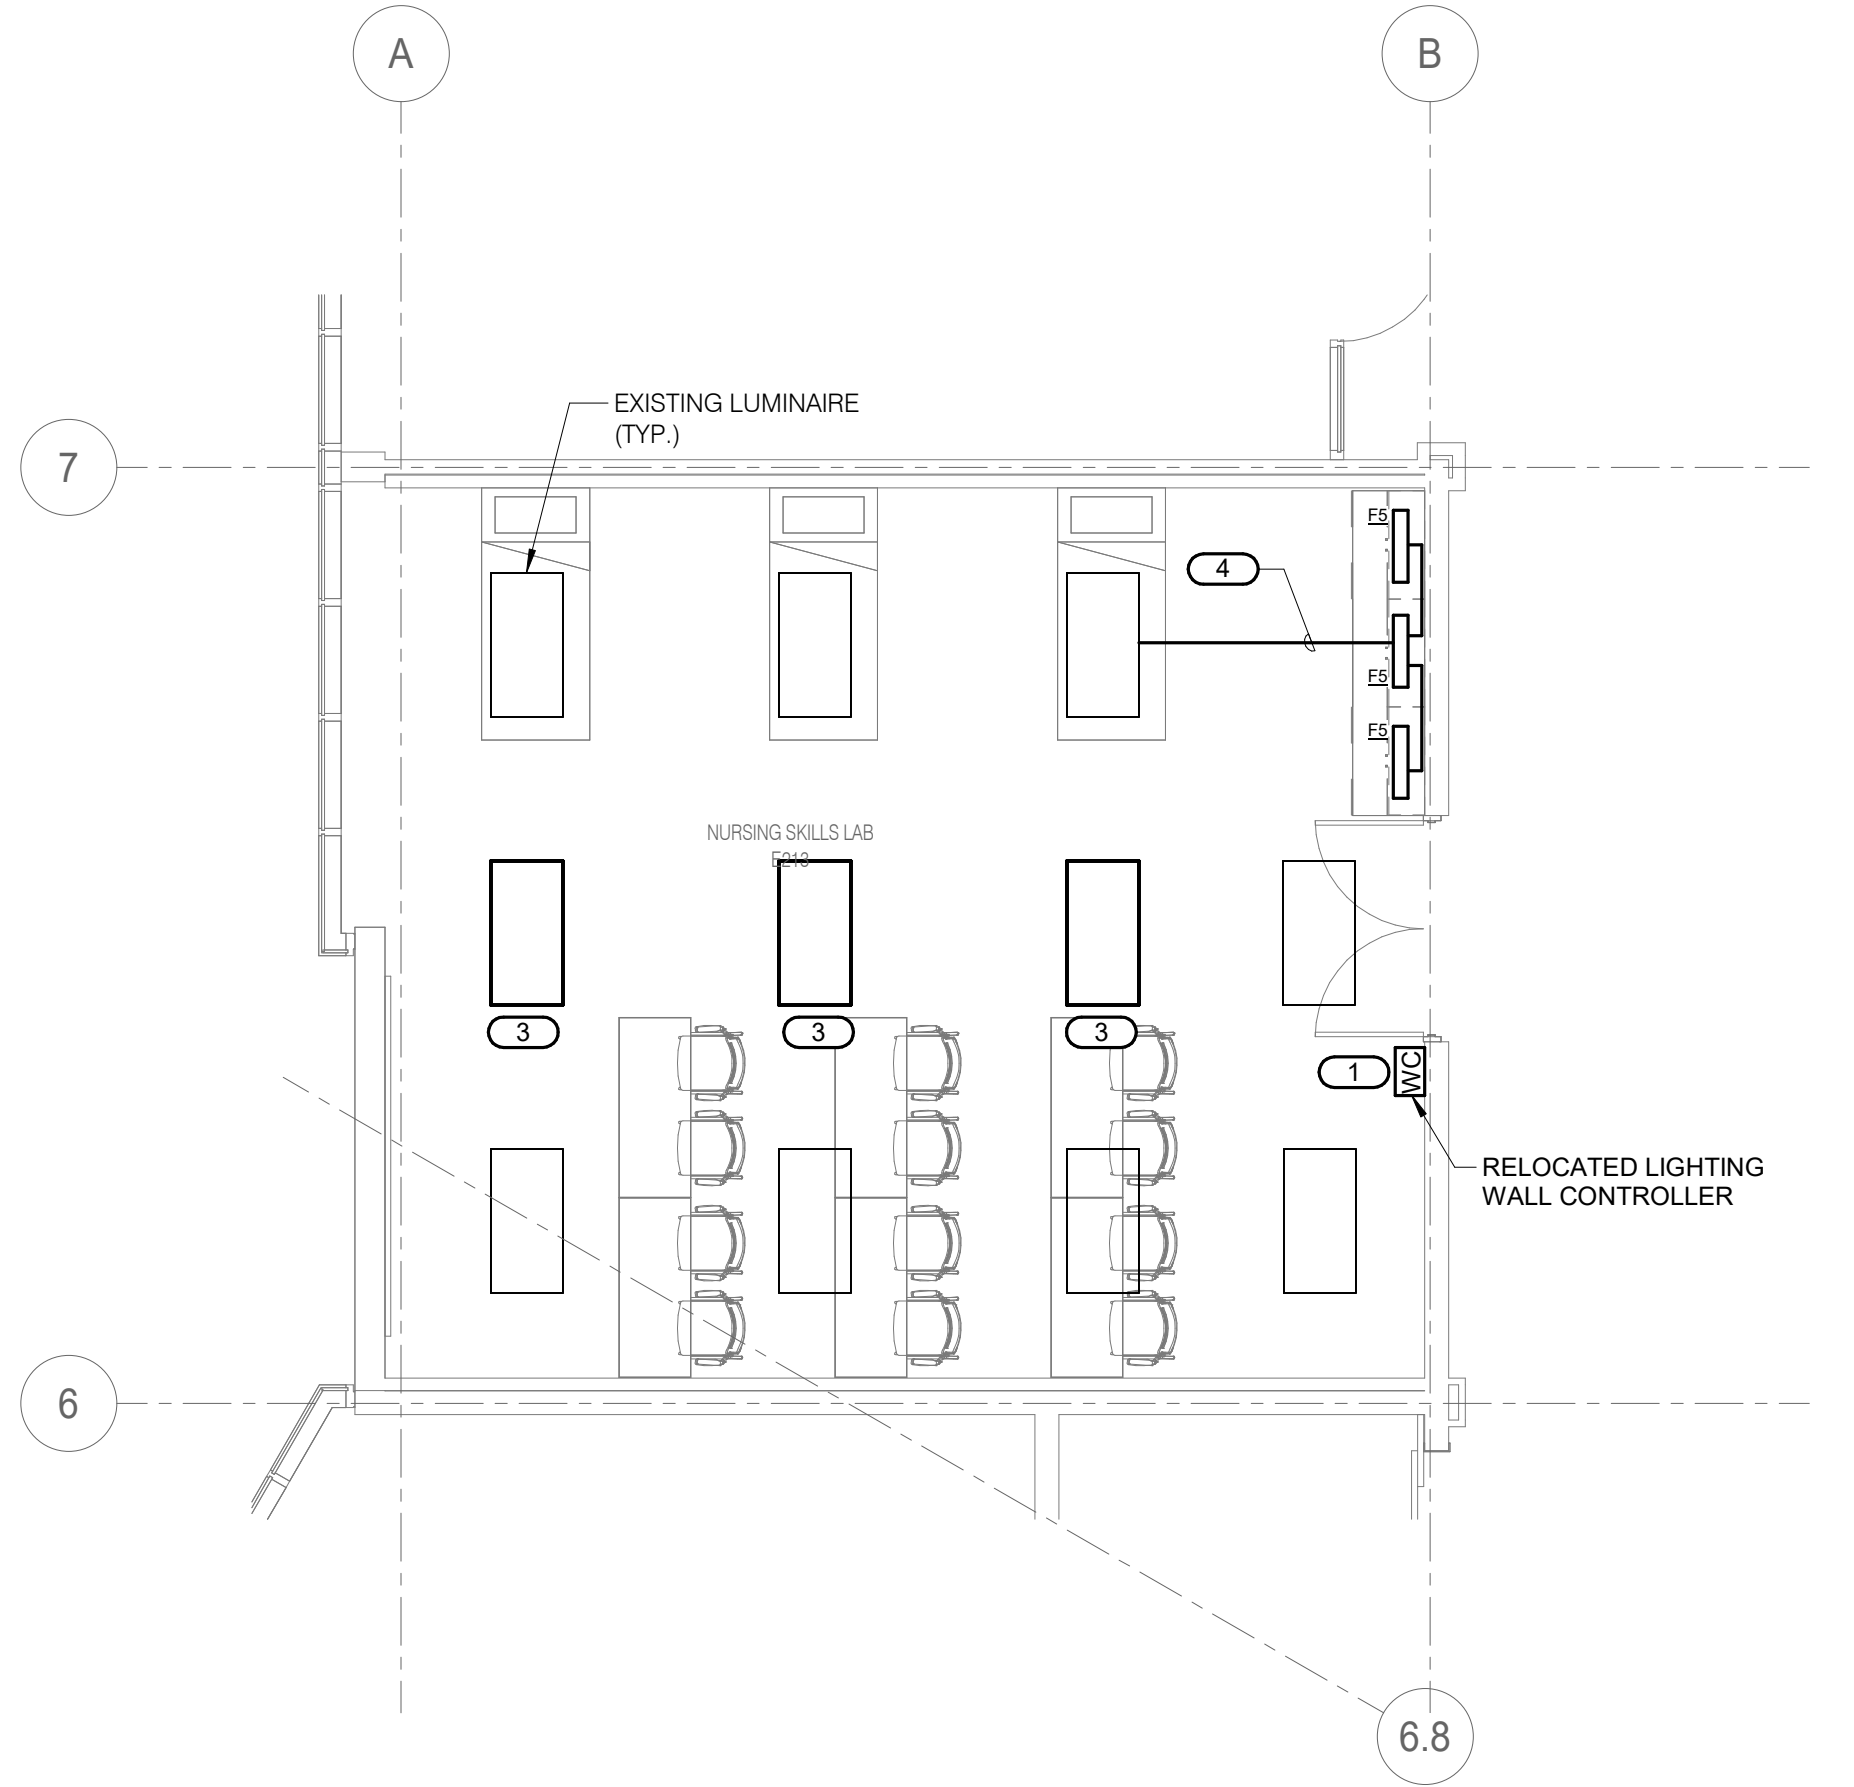 A
B
EXISTING LUMINAIRE
(TYP.)
7
F5
4
F5
F5
NURSING SKILLS LAB
E213
3
3
3
1
WC
RELOCATED LIGHTING
WALL CONTROLLER
6
6.8